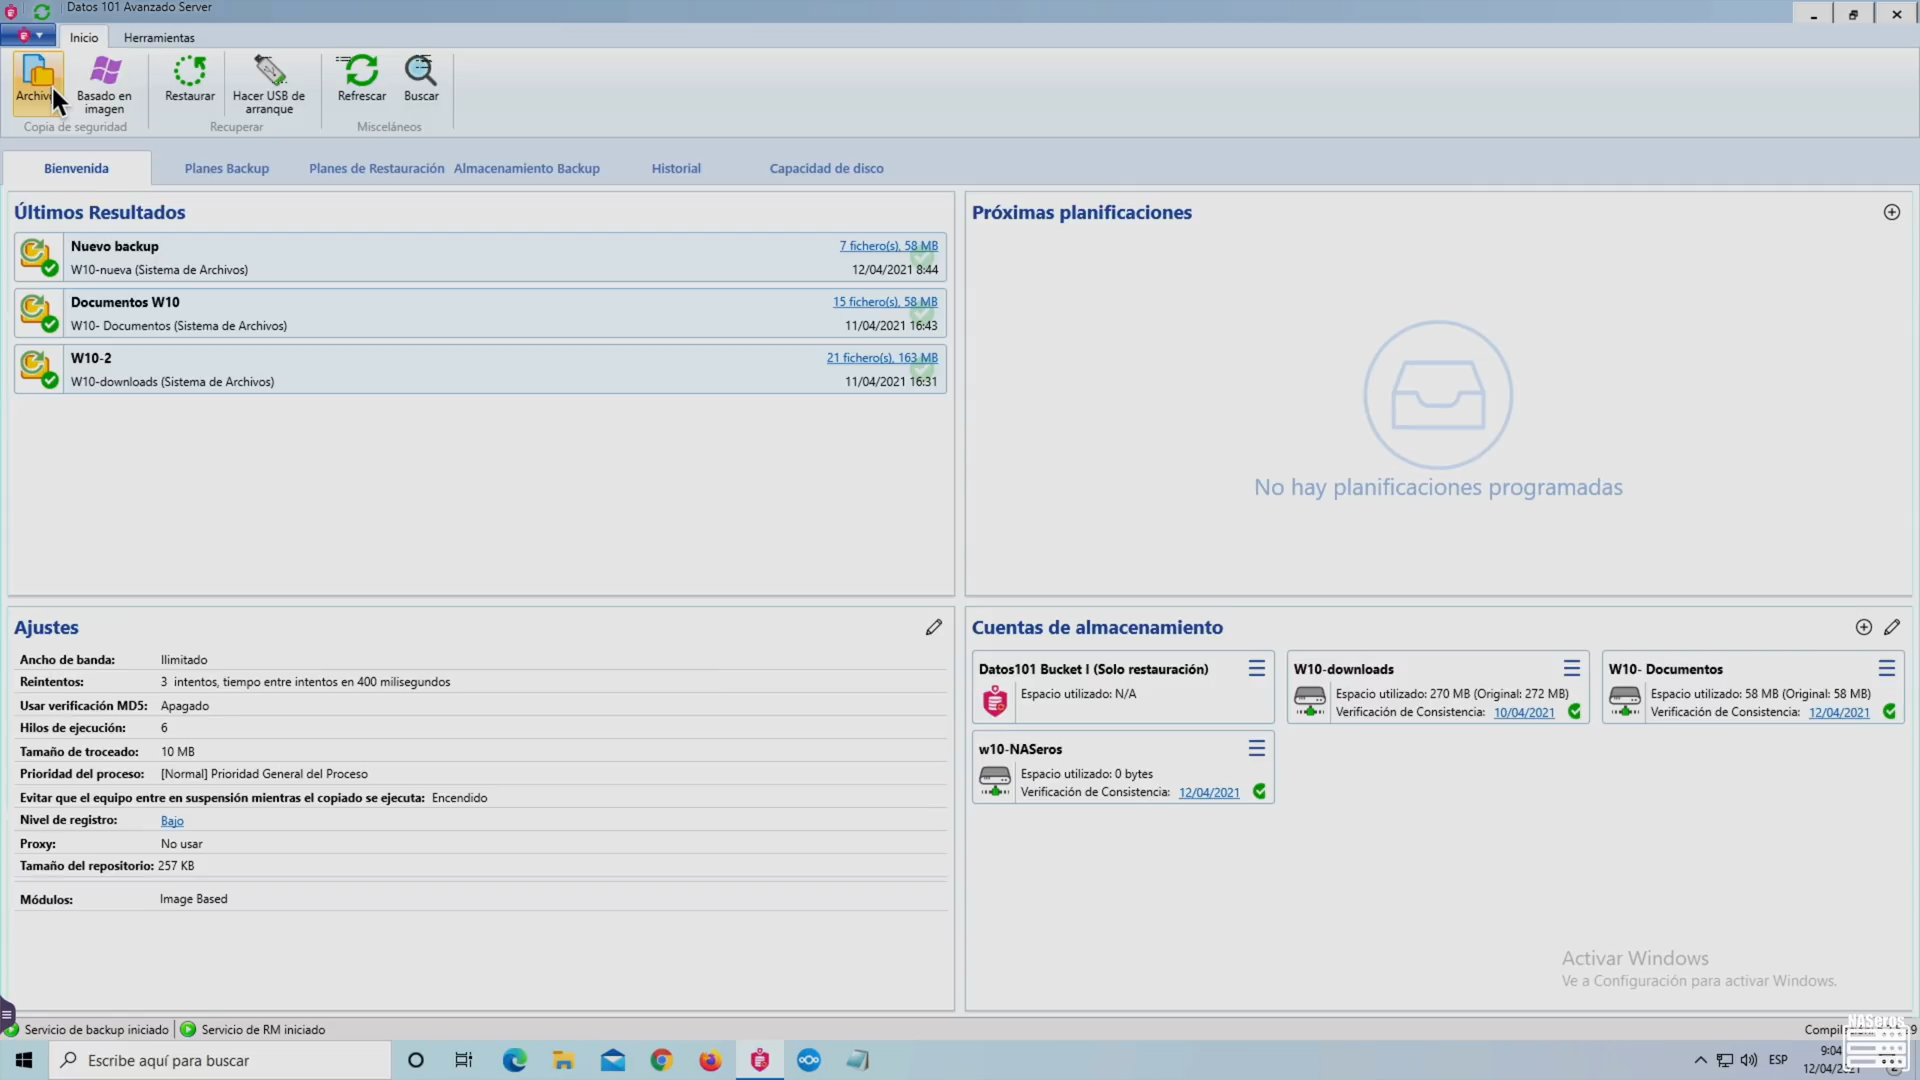 Datos 101 Avanzado Server
Inicio
Herramientas
Basado en
imagen
Restaurar
Hacer USB de
arranque
Refrescar
Buscar
Copia de seguridad
Recuperar
Misceláneos
Bienvenida
Planes Backup
Planes de Restauración
Almacenamiento Backup
Historial
Capacidad de disco
Últimos Resultados
Nuevo backup
7 fichero(s), 58 MB
W10-nueva (Sistema de Archivos)
12/04/2021 8:44
Documentos W10
15 fichero(s), 58 MB
W10- Documentos (Sistema de Archivos)
11/04/2021 16:43
W10-2
21 fichero(s), 163 MB
W10-downloads (Sistema de Archivos)
11/04/2021 16:31
Próximas planificaciones
No hay planificaciones programadas
Ajustes
Ancho de banda: Ilimitado
Reintentos: 3 intentos, tiempo entre intentos en 400 milisegundos
Usar verificación MD5: Apagado
Hilos de ejecución: 6
Tamaño de troceado: 10 MB
Prioridad del proceso: [Normal] Prioridad General del Proceso
Evitar que el equipo entre en suspensión mientras el copiado se ejecuta: Encendido
Nivel de registro: Bajo
Proxy: No usar
Tamaño del repositorio: 257 KB
Módulos: Image Based
Cuentas de almacenamiento
Datos101 Bucket I (Solo restauración)
Espacio utilizado: N/A
W10-downloads
Espacio utilizado: 270 MB (Original: 272 MB)
Verificación de Consistencia: 10/04/2021
W10- Documentos
Espacio utilizado: 58 MB (Original: 58 MB)
Verificación de Consistencia: 12/04/2021
w10-NASeros
Espacio utilizado: 0 bytes
Verificación de Consistencia: 12/04/2021
Activar Windows
Ve a Configuración para activar Windows.
Servicio de backup iniciado
Servicio de RM iniciado
NASeros
Escribe aquí para buscar
ESP
9:04